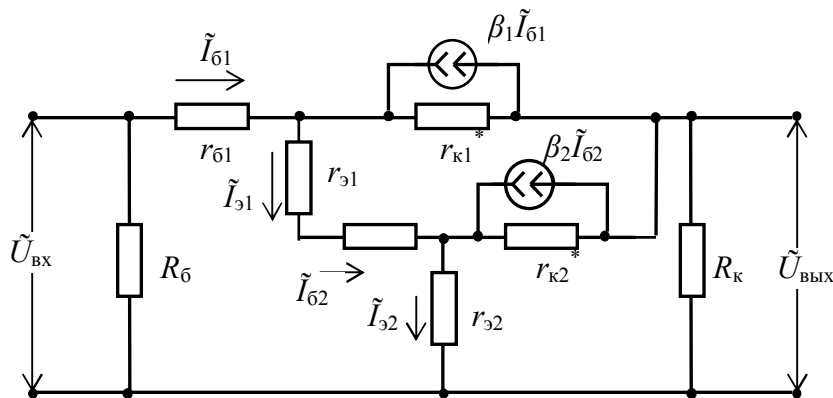 β₁Ĩб1
Ĩб1
rб1
rк1*
β₂Ĩб2
rэ1
Ĩэ1
Ũвх
Rб
Ĩб2
rк2*
Rк
Ũвых
Ĩэ2
rэ2